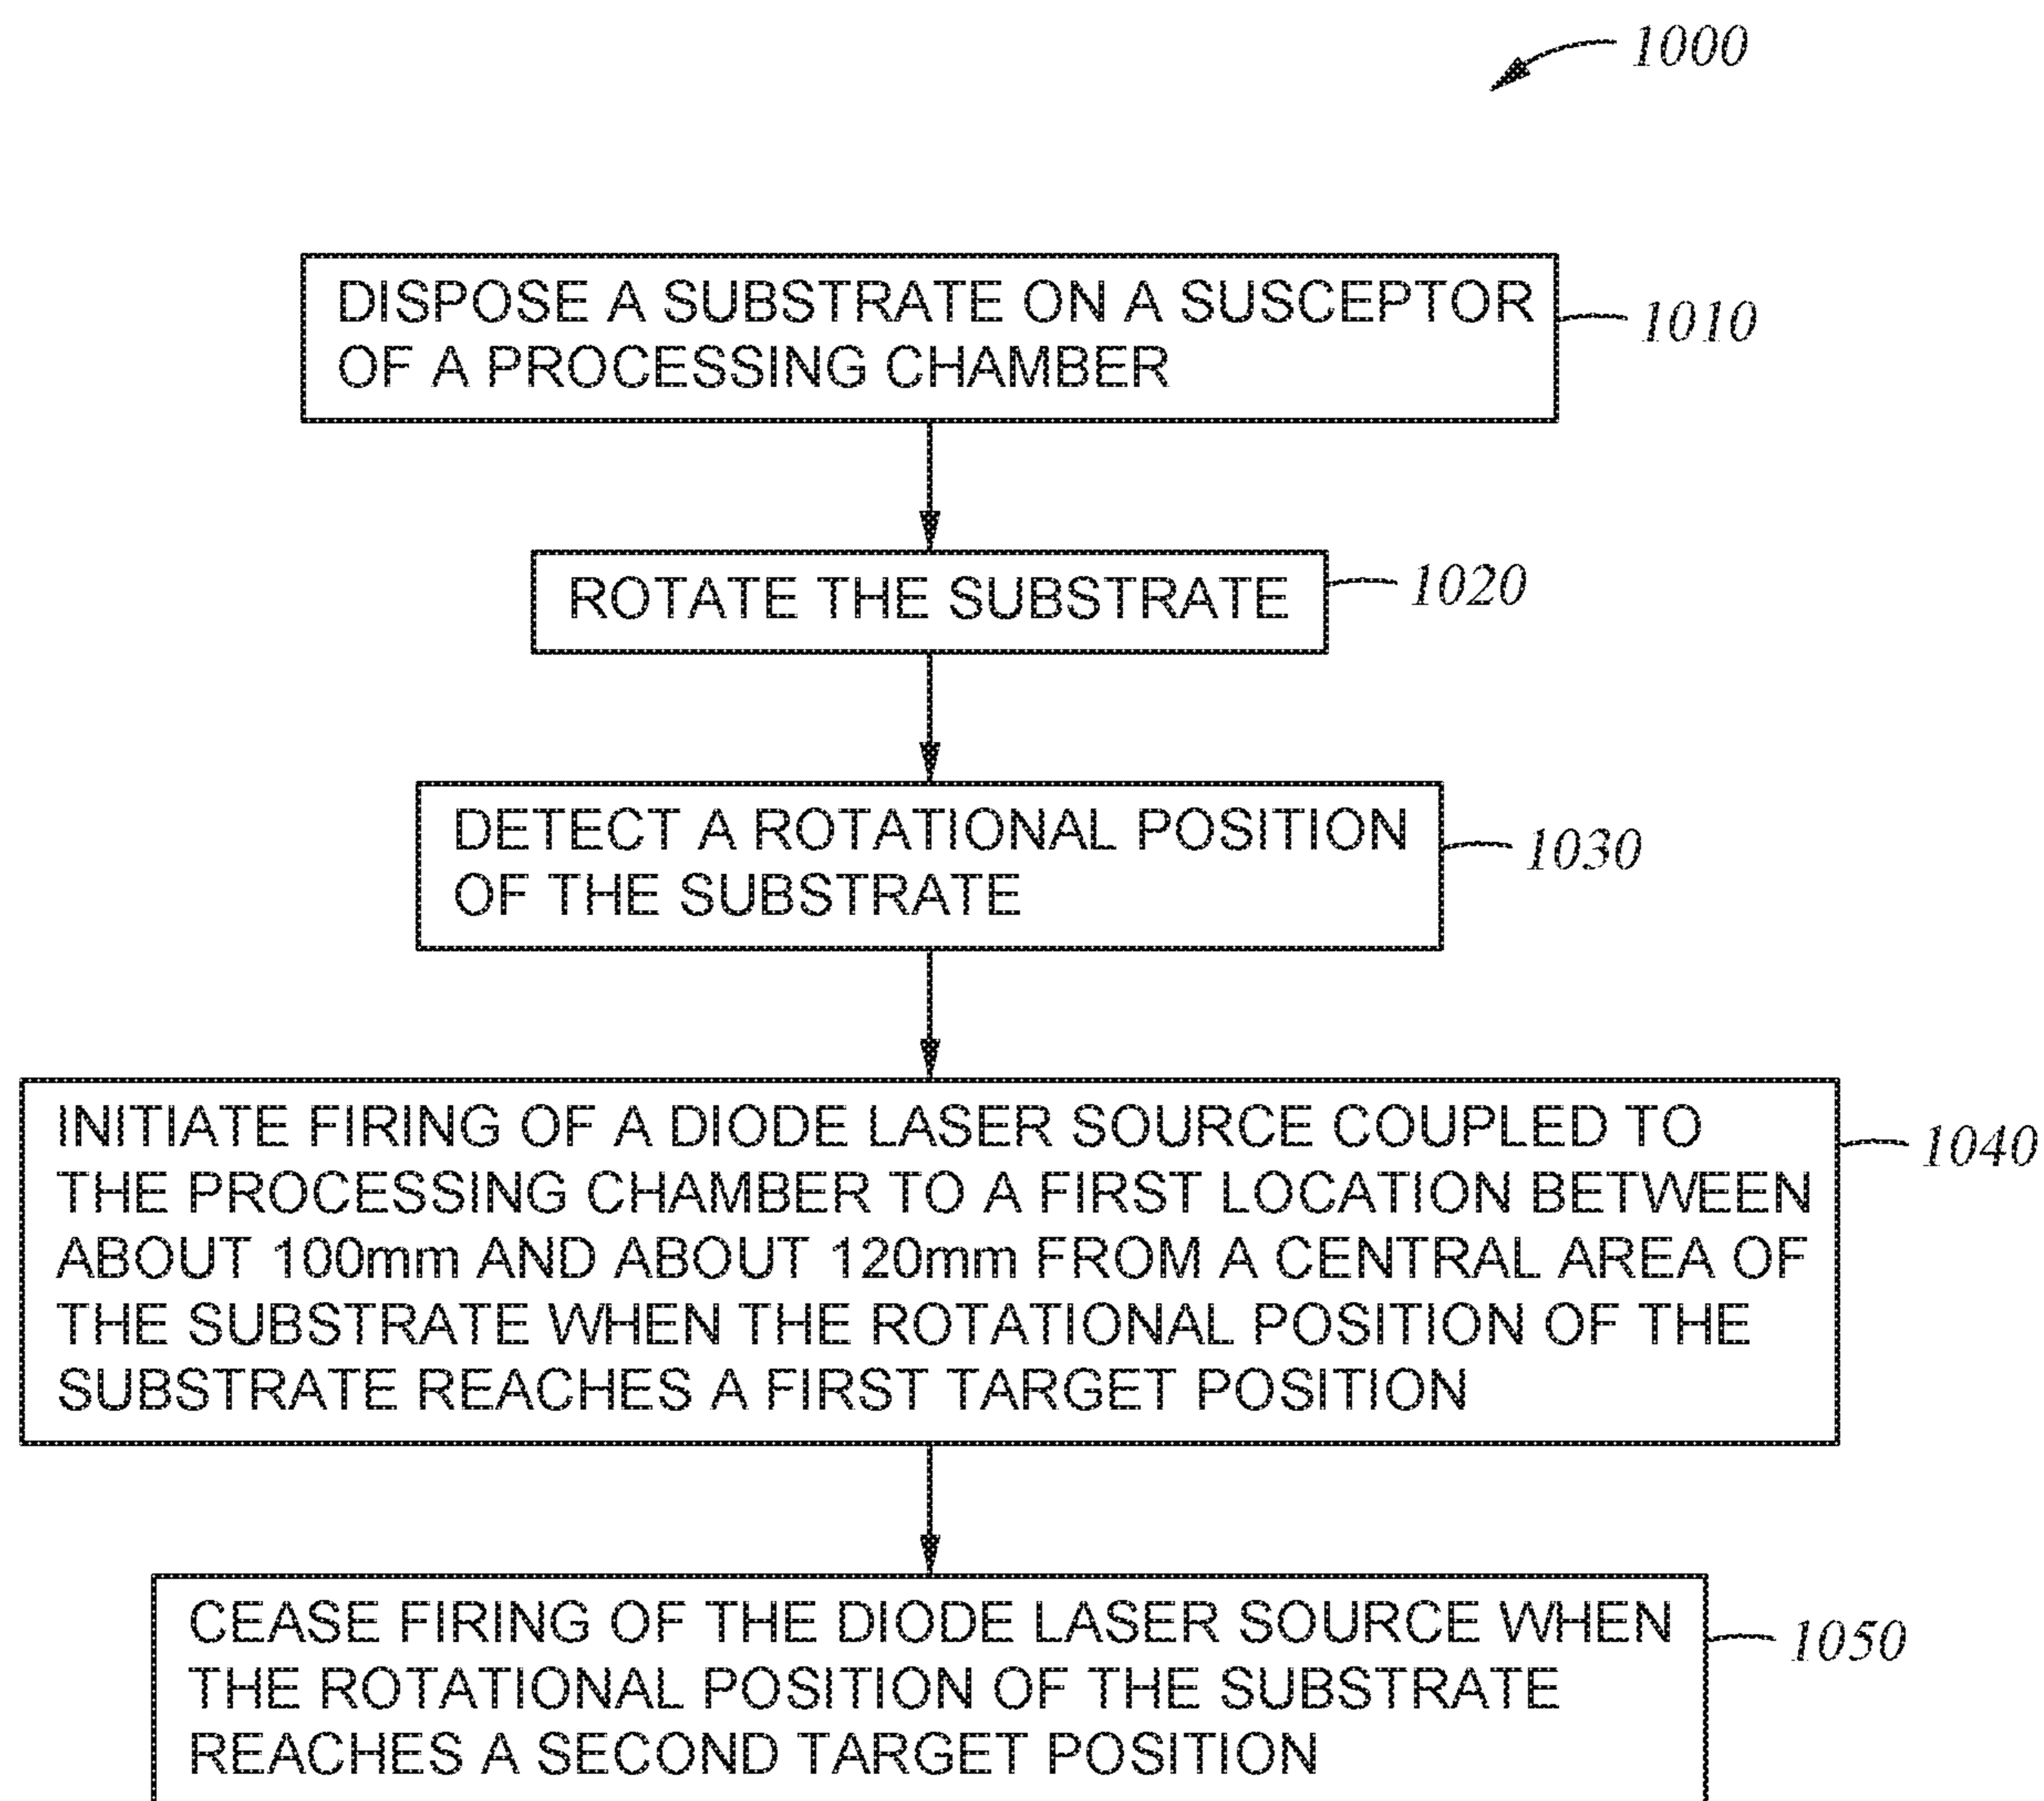 1000
DISPOSE A SUBSTRATE ON A SUSCEPTOR
OF A PROCESSING CHAMBER
1010
ROTATE THE SUBSTRATE
1020
DETECT A ROTATIONAL POSITION
OF THE SUBSTRATE
1030
INITIATE FIRING OF A DIODE LASER SOURCE COUPLED TO
THE PROCESSING CHAMBER TO A FIRST LOCATION BETWEEN
ABOUT 100mm AND ABOUT 120mm FROM A CENTRAL AREA OF
THE SUBSTRATE WHEN THE ROTATIONAL POSITION OF THE
SUBSTRATE REACHES A FIRST TARGET POSITION
1040
CEASE FIRING OF THE DIODE LASER SOURCE WHEN
THE ROTATIONAL POSITION OF THE SUBSTRATE
REACHES A SECOND TARGET POSITION
1050